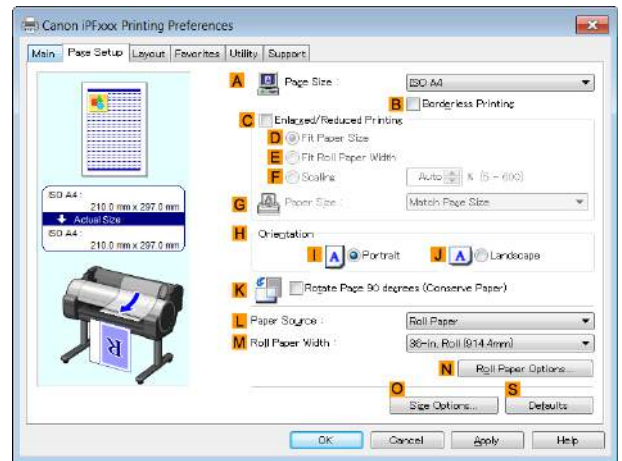 Canon iPFxxx Printing Preferences
Main Page Setup Layout Favorites Utility Support
A Page Size : ISO A4
B Borderless Printing
C Enlarged/Reduced Printing
D Fit Paper Size
E Fit Roll Paper Width
F Scaling Auto % (5 - 600)
ISO A4 :
210.0 mm x 297.0 mm
Actual Size
ISO A4 :
210.0 mm x 297.0 mm
G Paper Size : Match Page Size
H Orientation
I A Portrait J A Landscape
K Rotate Page 90 degrees (Conserve Paper)
L Paper Source : Roll Paper
M Roll Paper Width : 36-in. Roll (914.4mm)
N Roll Paper Options...
O S
Size Options... Defaults
OK Cancel Apply Help